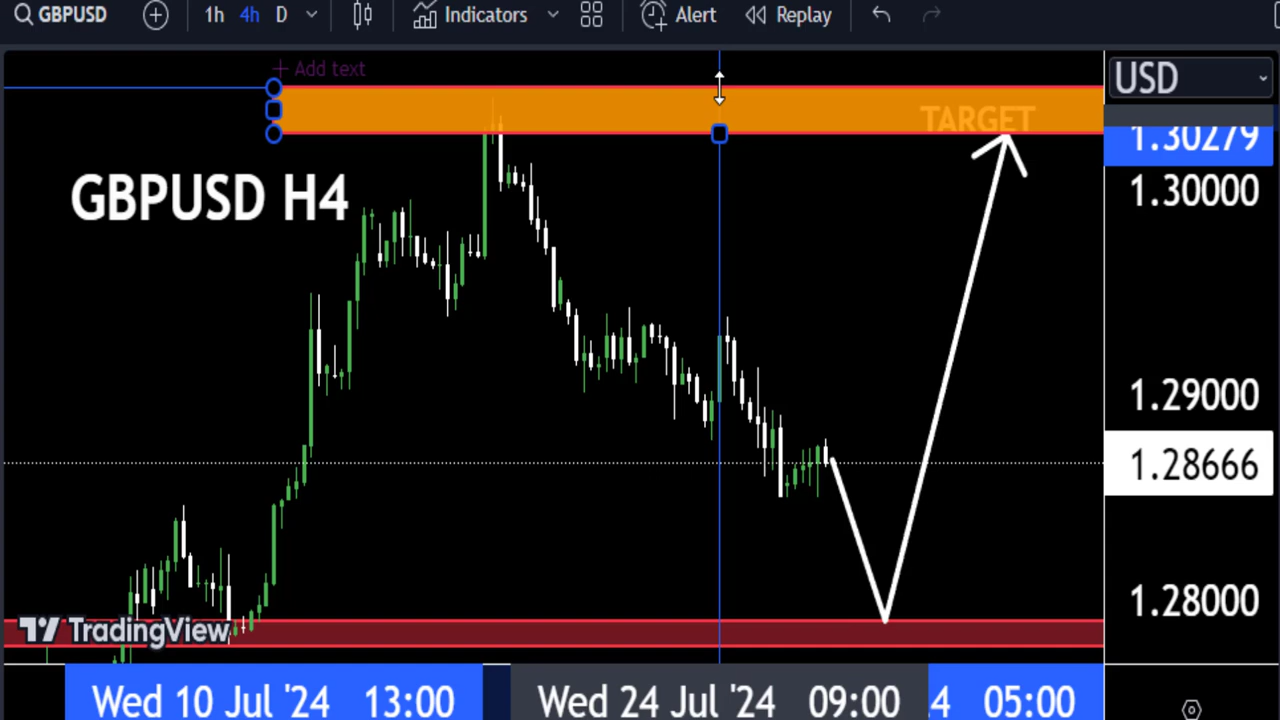 GBPUSD 1h 4h D Indicators Alert Replay
+ Add text
USD
TARGET
1.30279
GBPUSD H4
1.30000
1.29000
1.28666
1.28000
TradingView
Wed 10 Jul '24 13:00 Wed 24 Jul '24 09:00 4 05:00